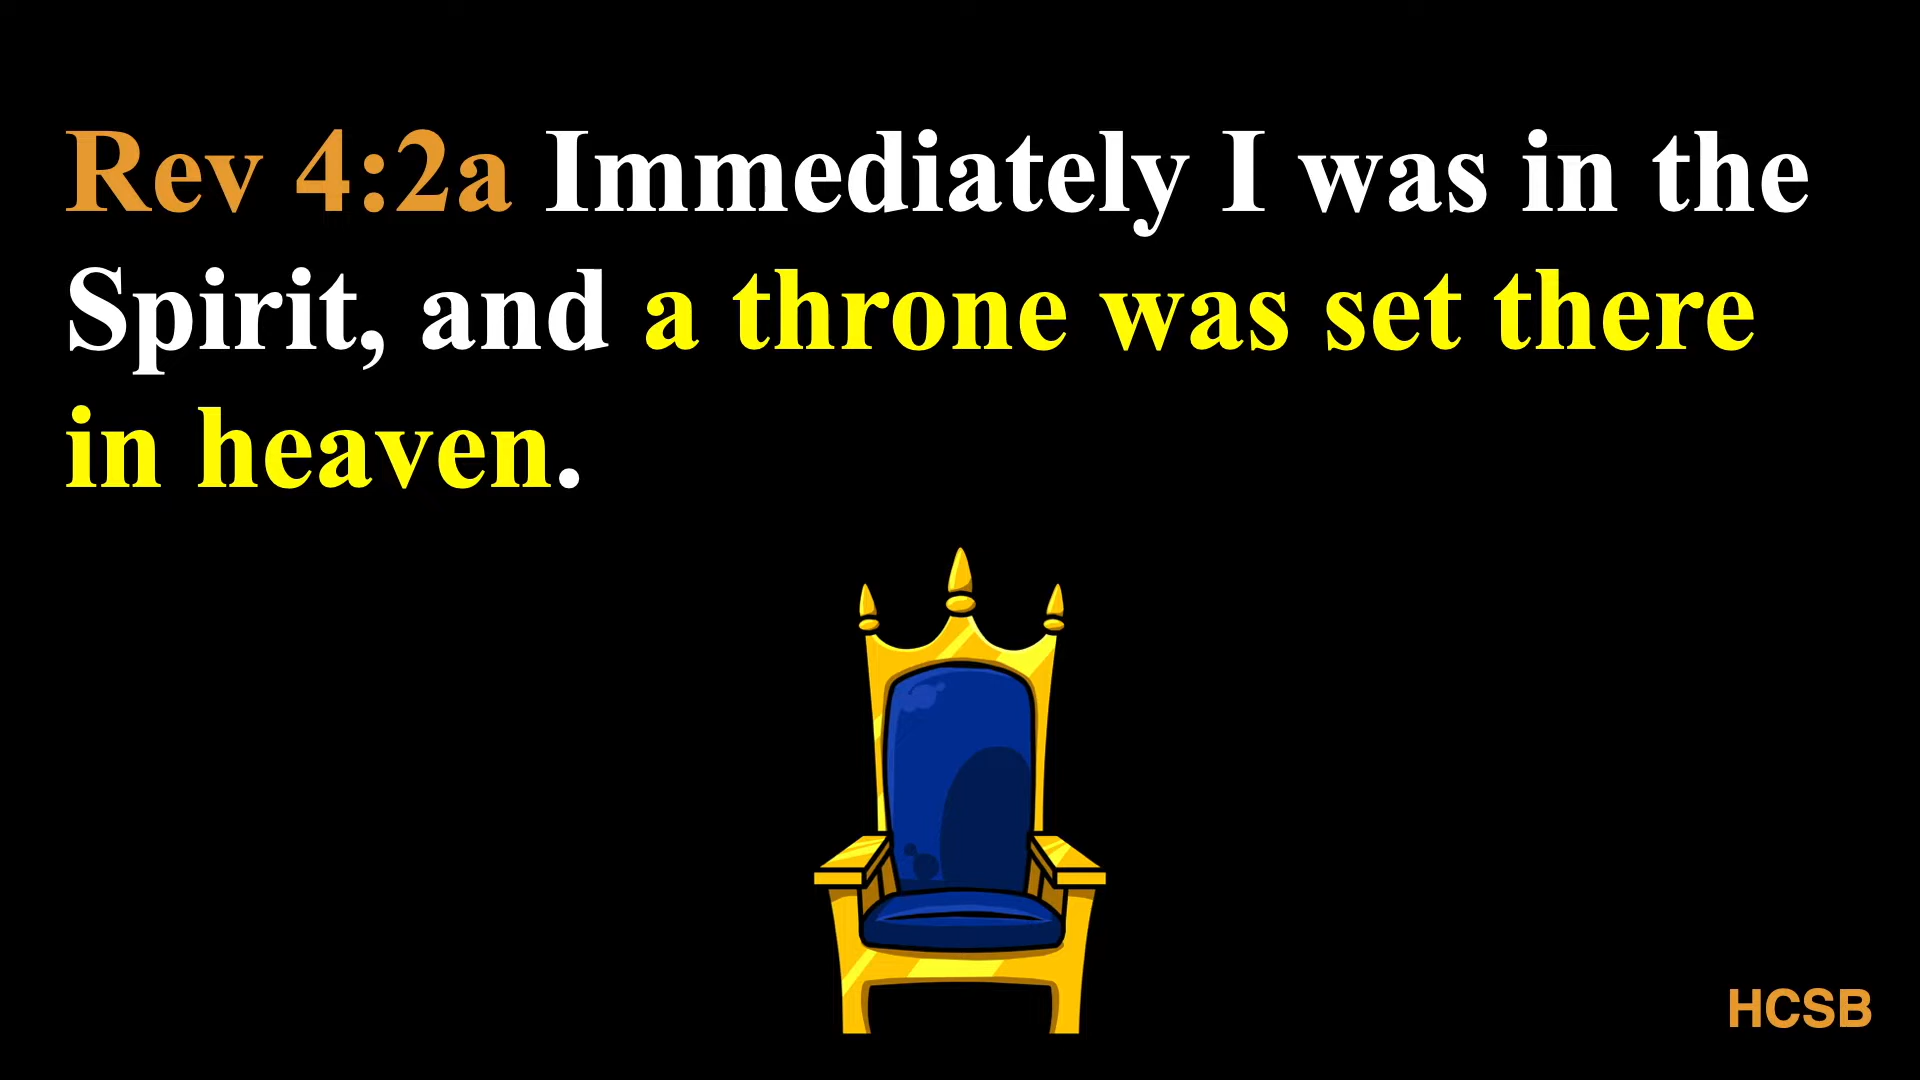 Rev 4:2a Immediately I was in the
Spirit, and a throne was set there
in heaven.
HCSB